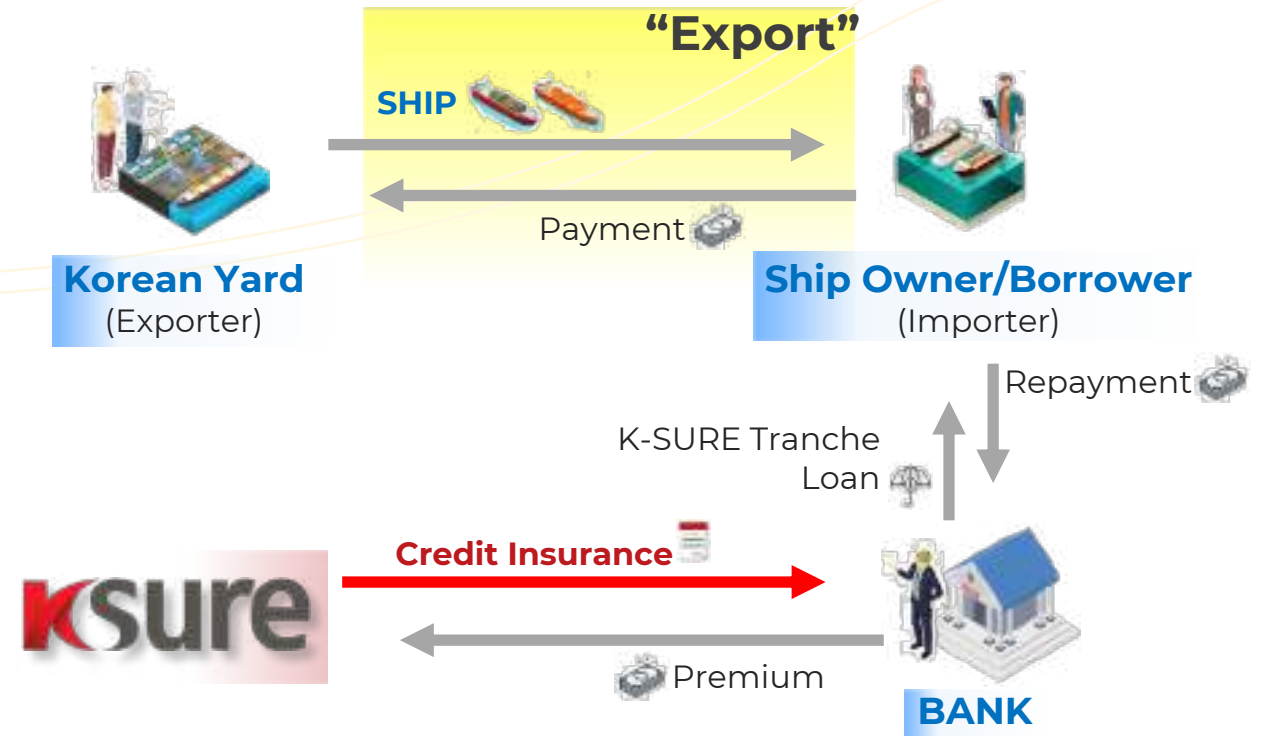 “Export”
SHIP
Payment
Korean Yard
(Exporter)
Ship Owner/Borrower
(Importer)
Repayment
K-SURE Tranche
Loan
Credit Insurance
ksure
Premium
BANK